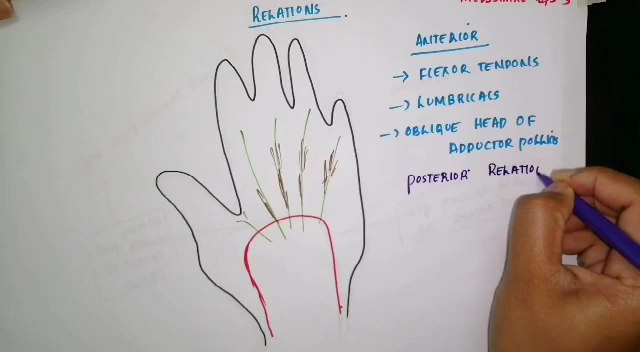 RELATIONS
ANTERIOR
→ FLEXOR TENDONS
→ LUMBRICALS
→ OBLIQUE HEAD OF
ADDUCTOR POLLICIS
POSTERIOR RELATIO